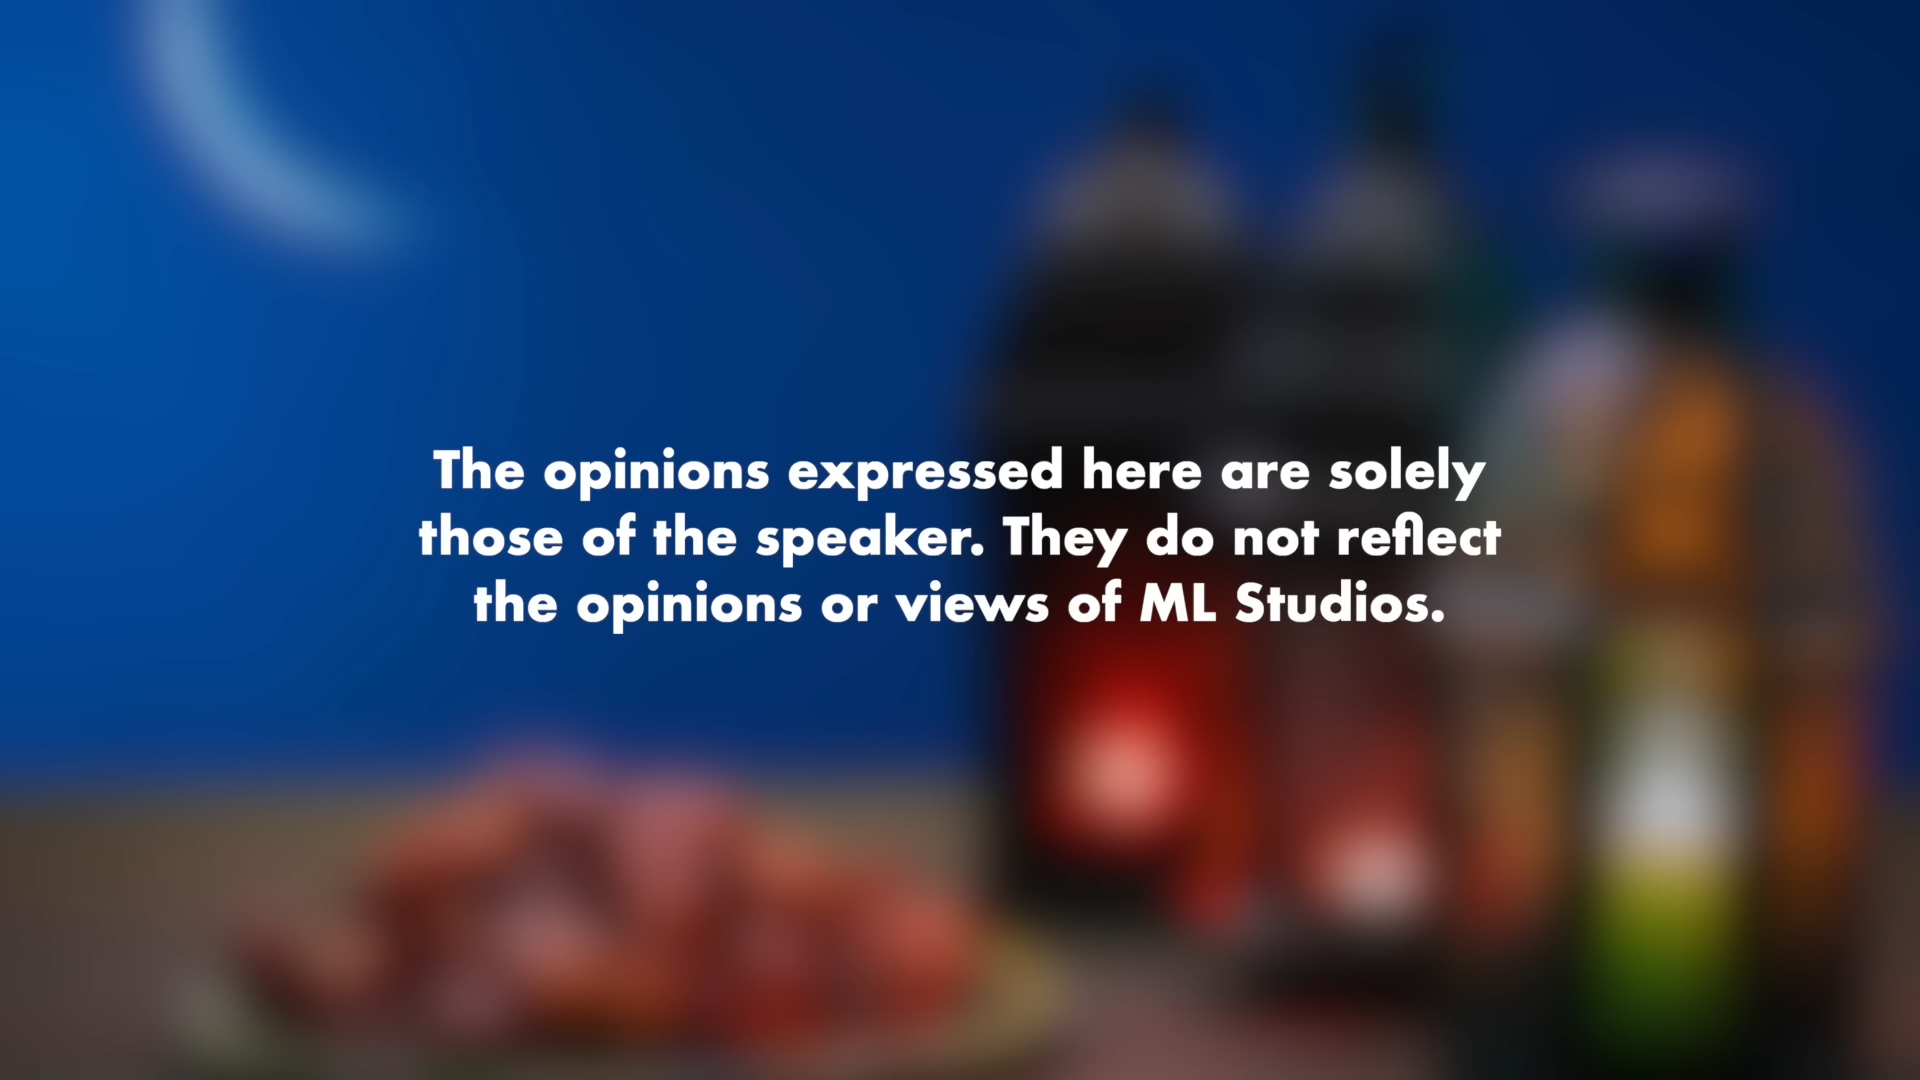 The opinions expressed here are solely
those of the speaker. They do not reflect
the opinions or views of ML Studios.